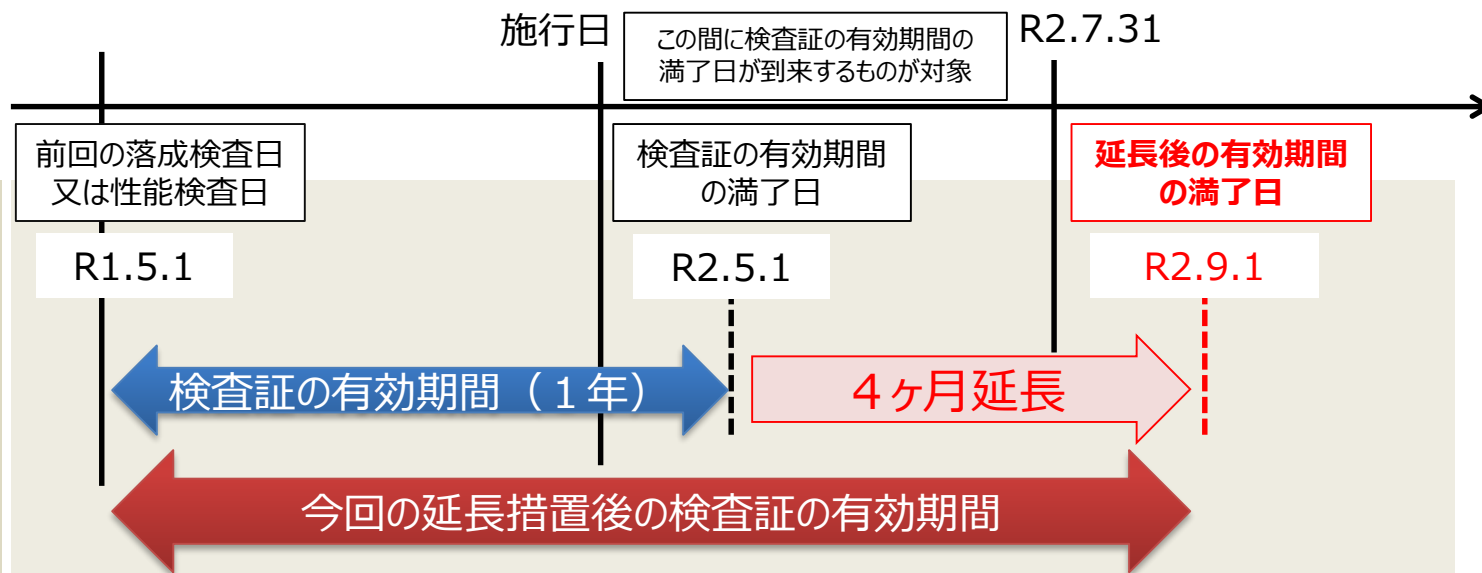 施行日
この間に検査証の有効期間の
満了日が到来するものが対象
R2.7.31
前回の落成検査日
又は性能検査日
検査証の有効期間
の満了日
延長後の有効期間
の満了日
R1.5.1
R2.5.1
R2.9.1
検査証の有効期間（１年）
４ヶ月延長
今回の延長措置後の検査証の有効期間